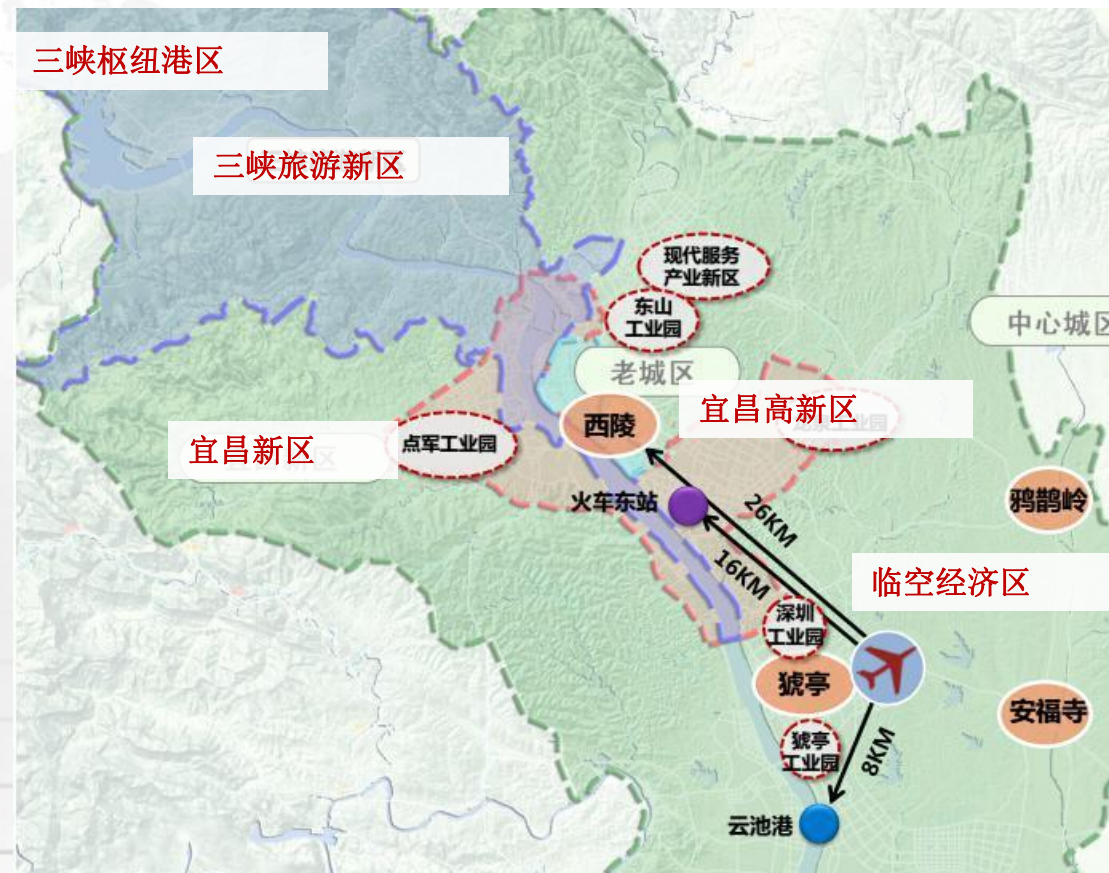 三峡枢纽港区
三峡旅游新区
现代服务
产业新区
东山
工业园
中心城区
老城区
宜昌高新区
西陵
宜昌新区
点军工业园
火车东站
26KM
鸦鹊岭
16KM
临空经济区
深圳
工业园
猇亭
安福寺
猇亭
工业园
8KM
云池港